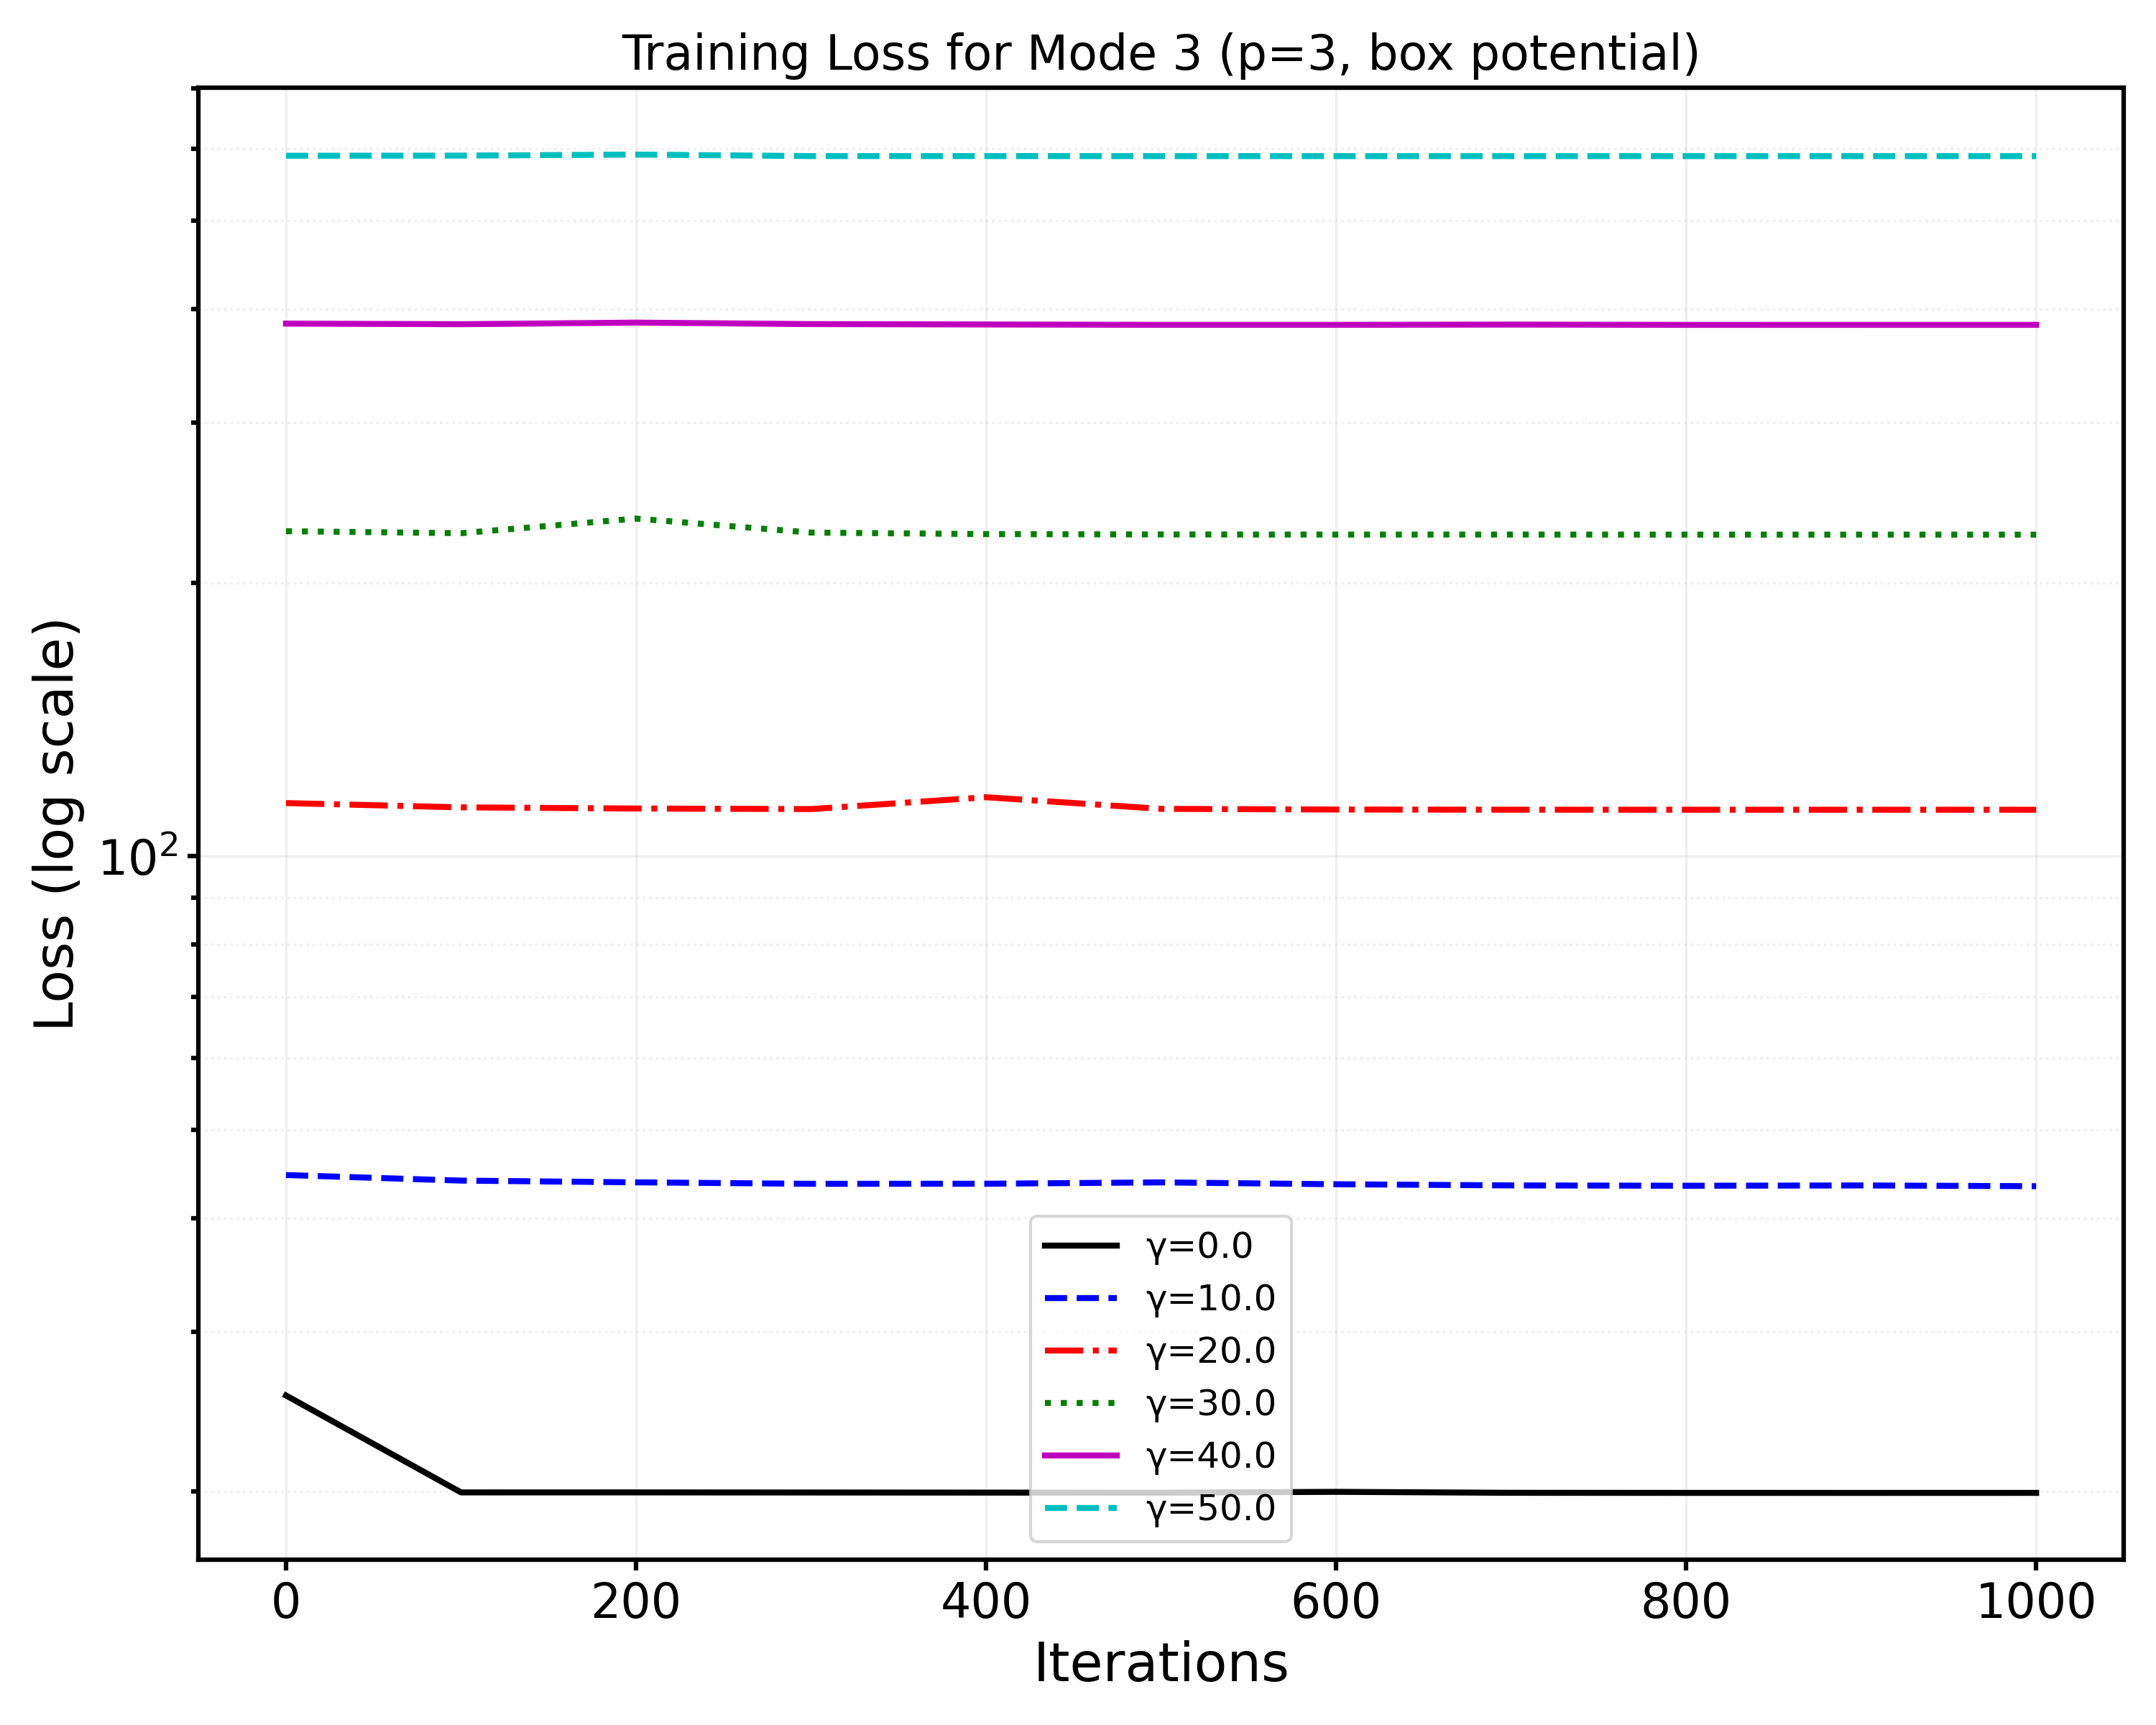 Training Loss for Mode 3 (p=3, box potential)
Loss (log scale)
10²
γ=0.0
γ=10.0
γ=20.0
γ=30.0
γ=40.0
γ=50.0
0 200 400 600 800 1000
Iterations